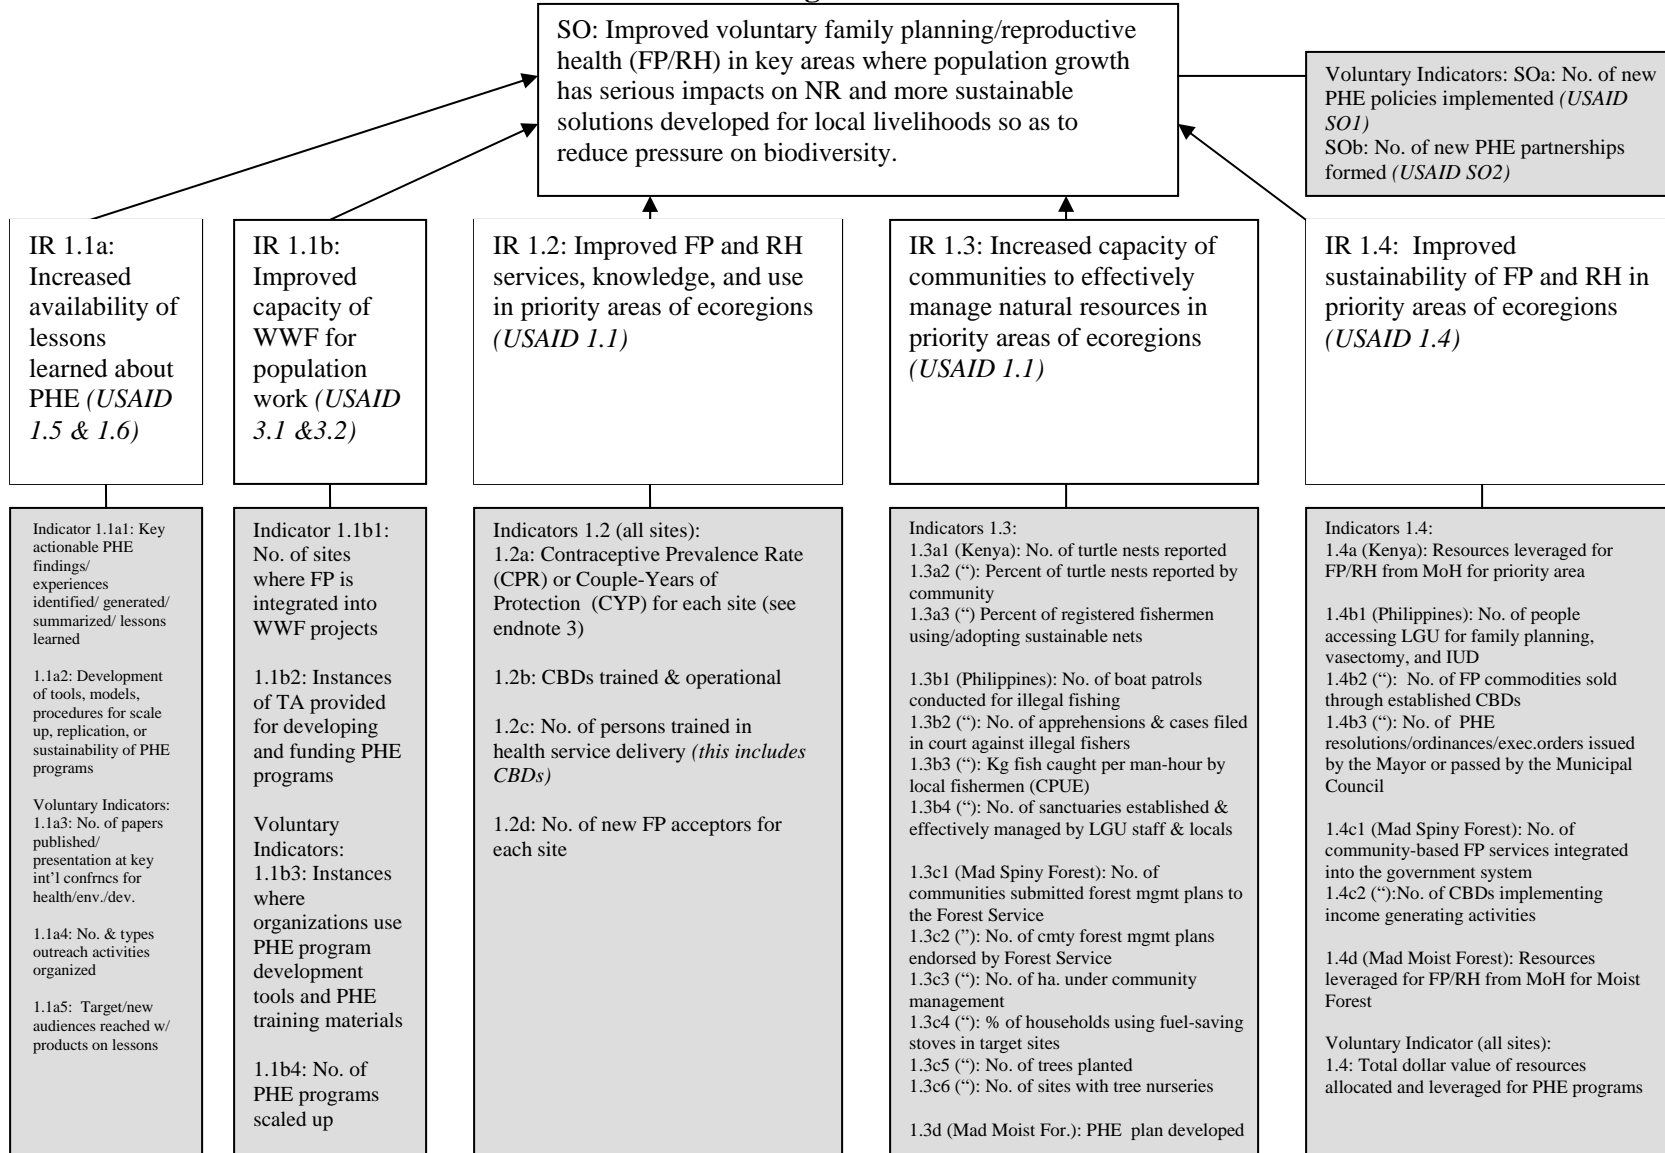 SO: Improved voluntary family planning/reproductive
health (FP/RH) in key areas where population growth
has serious impacts on NR and more sustainable
solutions developed for local livelihoods so as to
reduce pressure on biodiversity.
Voluntary Indicators: SOa: No. of new
PHE policies implemented (USAID
SO1)
SOb: No. of new PHE partnerships
formed (USAID SO2)
IR 1.1a:
Increased
availability of
lessons
learned about
PHE (USAID
1.5 & 1.6)
IR 1.1b:
Improved
capacity of
WWF for
population
work (USAID
3.1 &3.2)
IR 1.2: Improved FP and RH
services, knowledge, and use
in priority areas of ecoregions
(USAID 1.1)
IR 1.3: Increased capacity of
communities to effectively
manage natural resources in
priority areas of ecoregions
(USAID 1.1)
IR 1.4:  Improved
sustainability of FP and RH in
priority areas of ecoregions
(USAID 1.4)
Indicator 1.1a1: Key
actionable PHE
findings/
experiences
identified/ generated/
summarized/ lessons
learned
1.1a2: Development
of tools, models,
procedures for scale
up, replication, or
sustainability of PHE
programs
Voluntary Indicators:
1.1a3: No. of papers
published/
presentation at key
int'l confrncs for
health/env./dev.
1.1a4: No. & types
outreach activities
organized
1.1a5:  Target/new
audiences reached w/
products on lessons
Indicator 1.1b1:
No. of sites
where FP is
integrated into
WWF projects
1.1b2: Instances
of TA provided
for developing
and funding PHE
programs
Voluntary
Indicators:
1.1b3: Instances
where
organizations use
PHE program
development
tools and PHE
training materials
1.1b4: No. of
PHE programs
scaled up
Indicators 1.2 (all sites):
1.2a: Contraceptive Prevalence Rate
(CPR) or Couple-Years of
Protection  (CYP) for each site (see
endnote 3)
1.2b: CBDs trained & operational
1.2c: No. of persons trained in
health service delivery (this includes
CBDs)
1.2d: No. of new FP acceptors for
each site
Indicators 1.3:
1.3a1 (Kenya): No. of turtle nests reported
1.3a2 (“): Percent of turtle nests reported by
community
1.3a3 (“) Percent of registered fishermen
using/adopting sustainable nets
1.3b1 (Philippines): No. of boat patrols
conducted for illegal fishing
1.3b2 (“): No. of apprehensions & cases filed
in court against illegal fishers
1.3b3 (“): Kg fish caught per man-hour by
local fishermen (CPUE)
1.3b4 (“): No. of sanctuaries established &
effectively managed by LGU staff & locals
1.3c1 (Mad Spiny Forest): No. of
communities submitted forest mgmt plans to
the Forest Service
1.3c2 (”): No. of cmty forest mgmt plans
endorsed by Forest Service
1.3c3 (“): No. of ha. under community
management
1.3c4 (“): % of households using fuel-saving
stoves in target sites
1.3c5 (“): No. of trees planted
1.3c6 (“): No. of sites with tree nurseries
1.3d (Mad Moist For.): PHE  plan developed
Indicators 1.4:
1.4a (Kenya): Resources leveraged for
FP/RH from MoH for priority area
1.4b1 (Philippines): No. of people
accessing LGU for family planning,
vasectomy, and IUD
1.4b2 (“):  No. of FP commodities sold
through established CBDs
1.4b3 (“): No. of  PHE
resolutions/ordinances/exec.orders issued
by the Mayor or passed by the Municipal
Council
1.4c1 (Mad Spiny Forest): No. of
community-based FP services integrated
into the government system
1.4c2 (“):No. of CBDs implementing
income generating activities
1.4d (Mad Moist Forest): Resources
leveraged for FP/RH from MoH for Moist
Forest
Voluntary Indicator (all sites):
1.4: Total dollar value of resources
allocated and leveraged for PHE programs